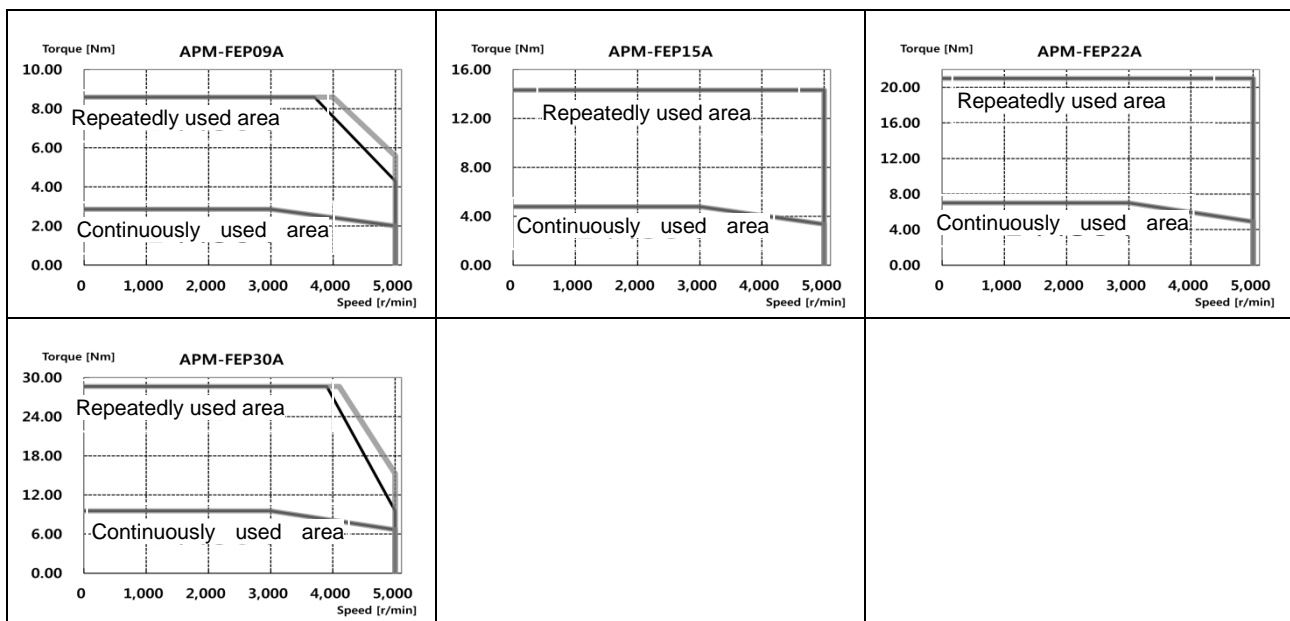 Torque [Nm] APM-FEP09A
10.00
8.00
Repeatedly used area
6.00
4.00
2.00
Continuously used area
0.00
0 1,000 2,000 3,000 4,000 5,000
Speed [r/min]
Torque [Nm] APM-FEP15A
16.00
Repeatedly used area
12.00
8.00
4.00
Continuously used area
0.00
0 1,000 2,000 3,000 4,000 5,000
Speed [r/min]
Torque [Nm] APM-FEP22A
20.00
Repeatedly used area
16.00
12.00
8.00
Continuously used area
4.00
0.00
0 1,000 2,000 3,000 4,000 5,000
Speed [r/min]
Torque [Nm] APM-FEP30A
30.00
Repeatedly used area
24.00
18.00
12.00
Continuously used area
6.00
0.00
0 1,000 2,000 3,000 4,000 5,000
Speed [r/min]